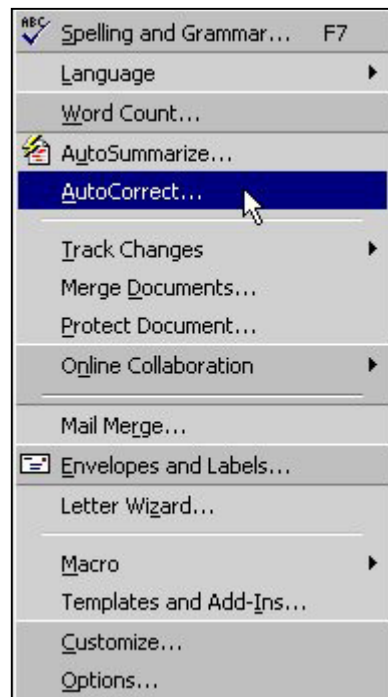 ABC
Spelling and Grammar... F7
Language
Word Count...
AutoSummarize...
AutoCorrect...
Track Changes
Merge Documents...
Protect Document...
Online Collaboration
Mail Merge...
Envelopes and Labels...
Letter Wizard...
Macro
Templates and Add-Ins...
Customize...
Options...